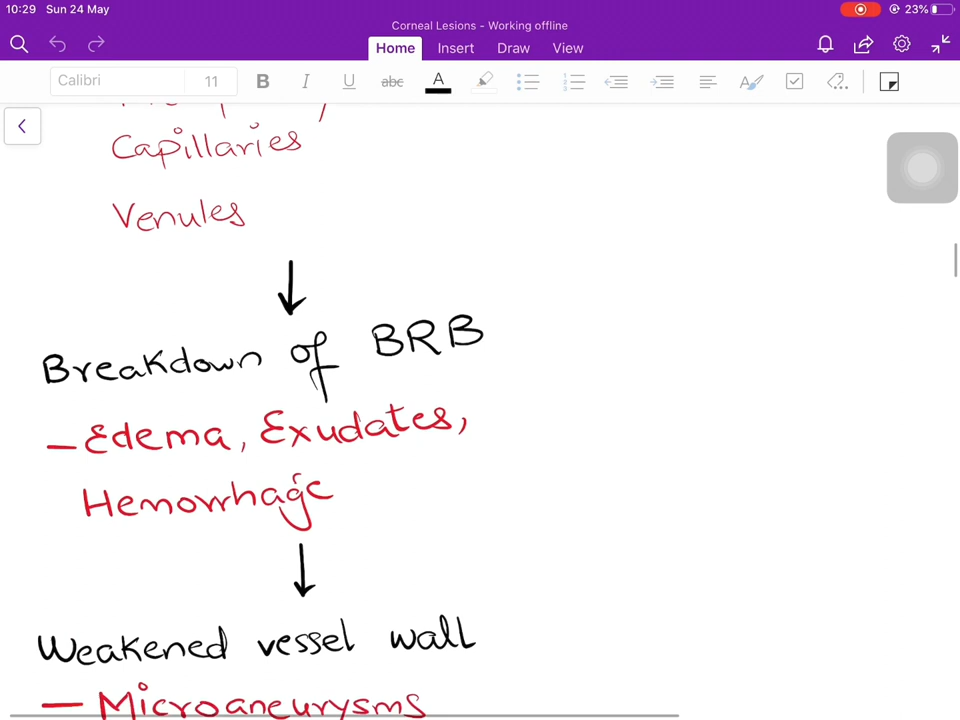 10:29 Sun 24 May
23%
Corneal Lesions - Working offline
Home Insert Draw View
Calibri 11 B I U abc A
Capillaries
Venules
Breakdown of BRB
- Edema, Exudates,
Hemorrhage
Weakened vessel wall
- Microaneurysms